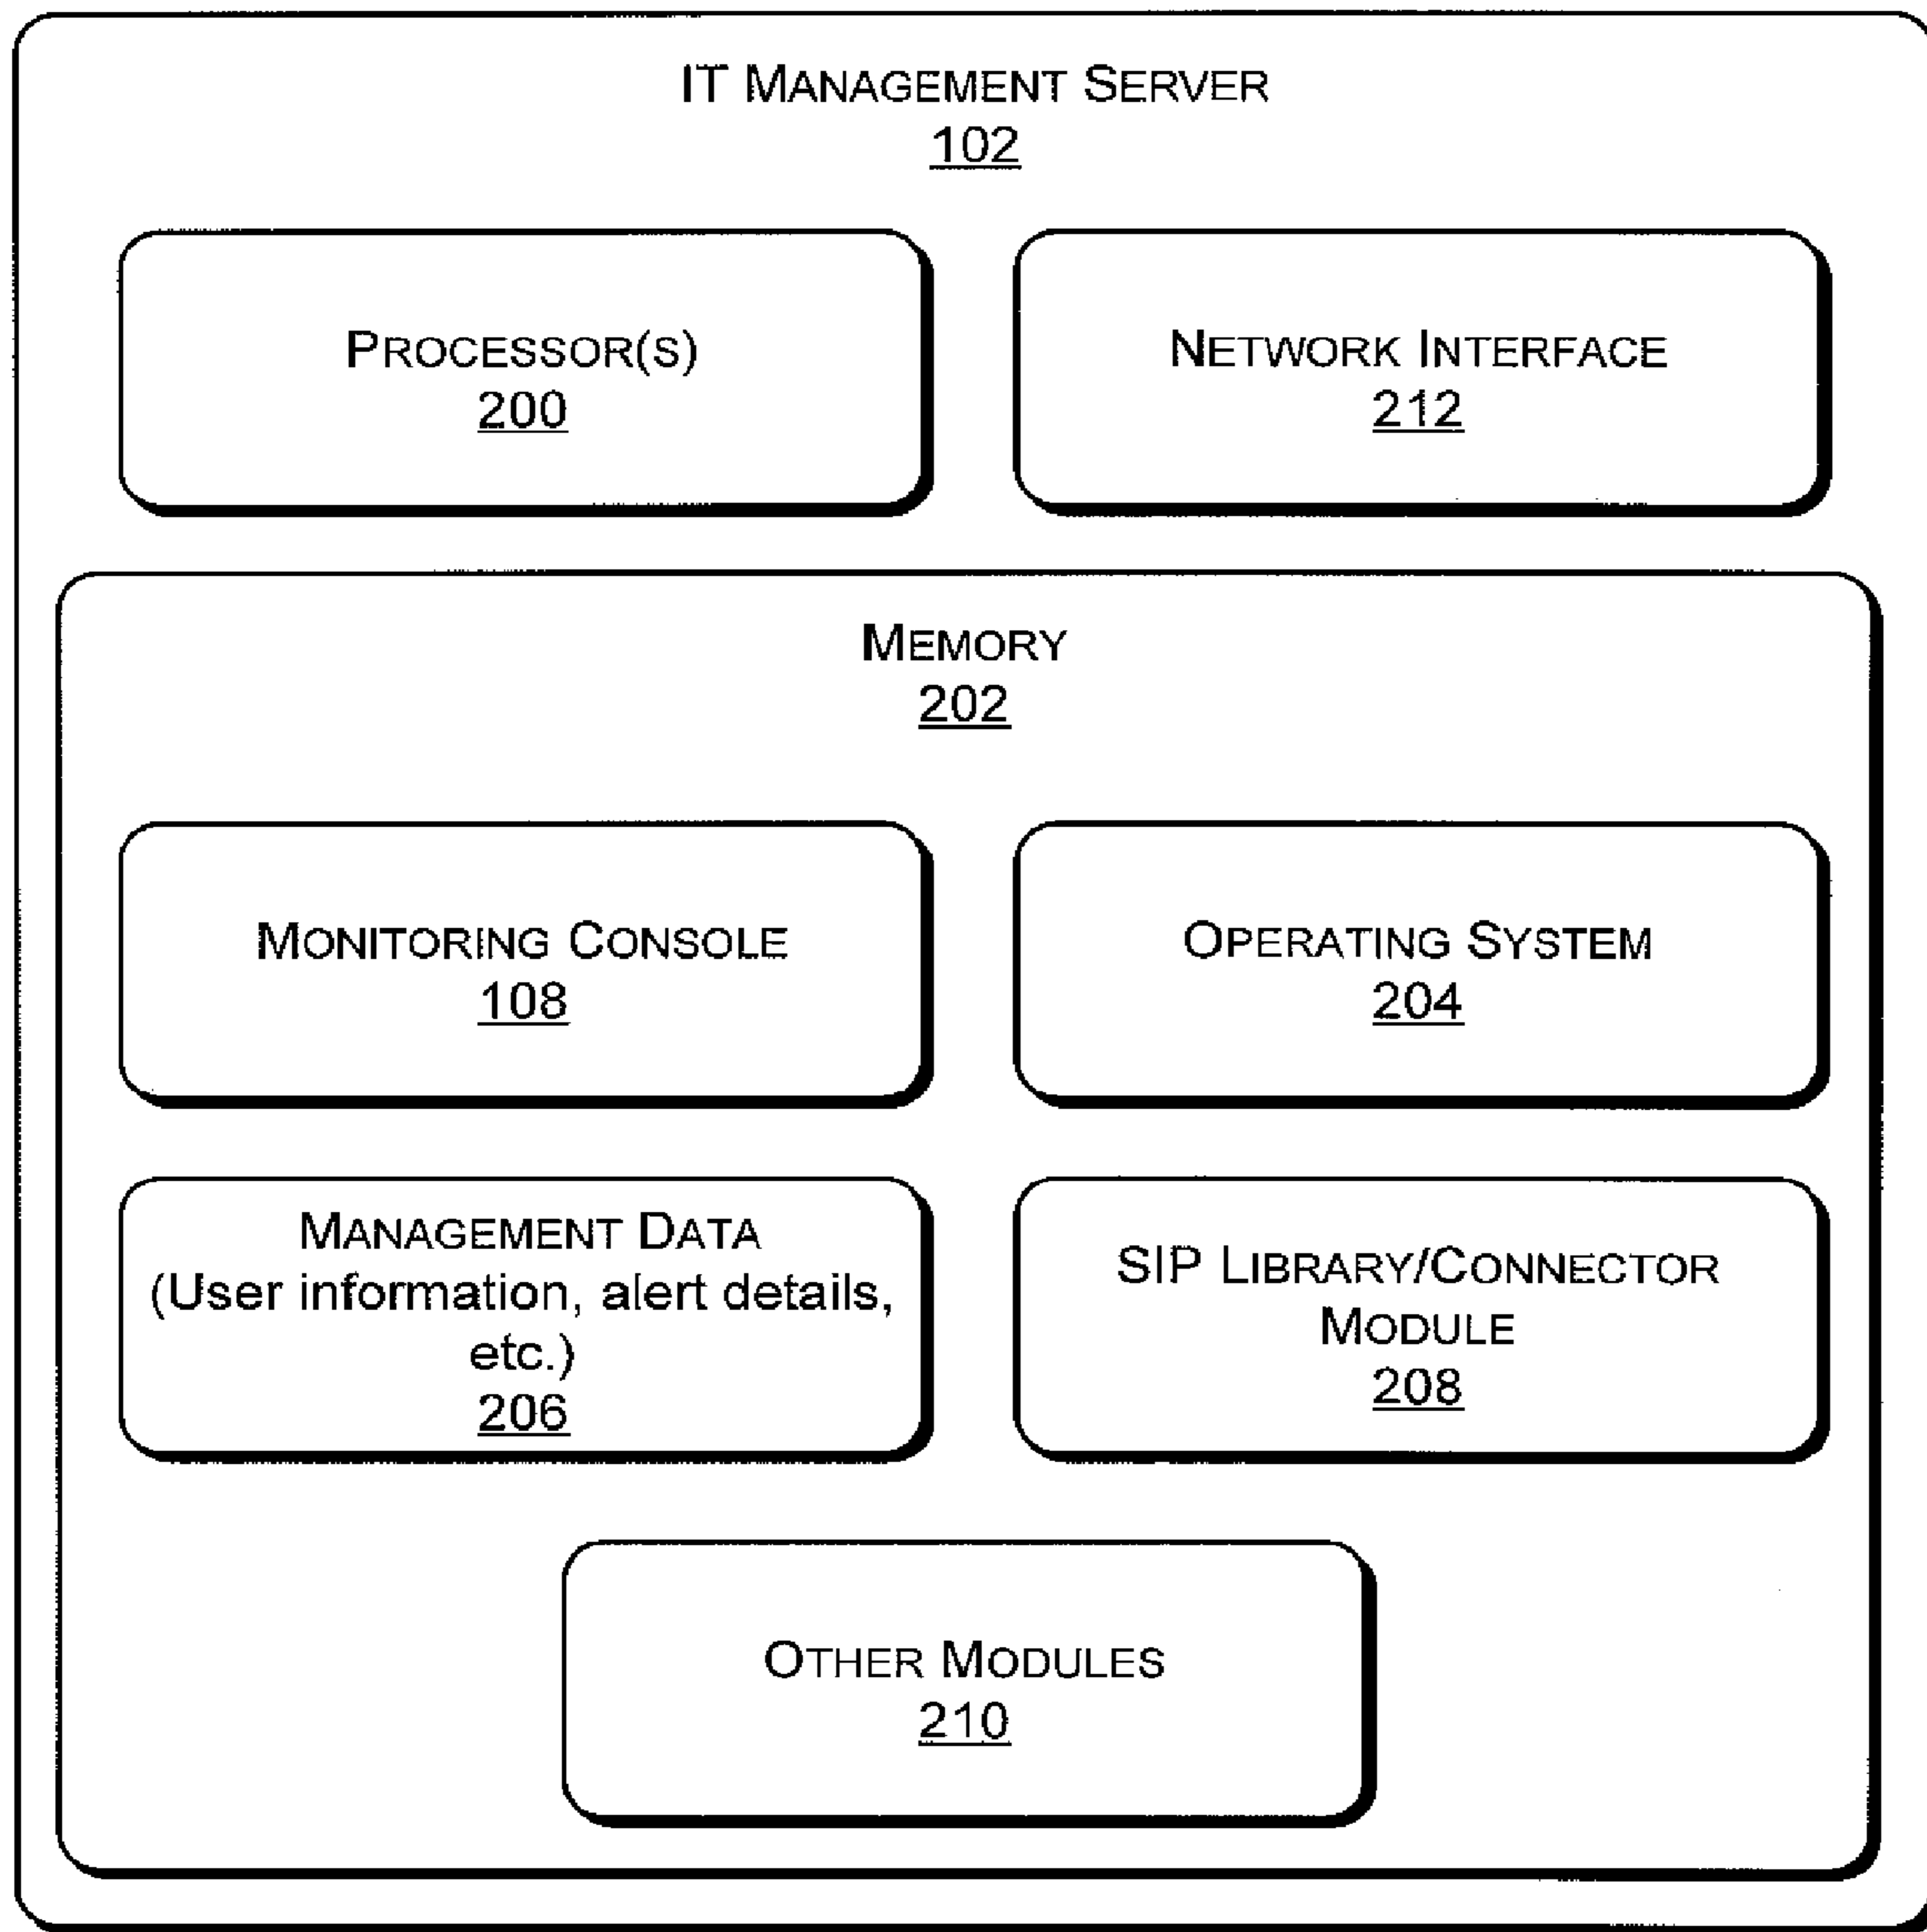 IT MANAGEMENT SERVER
102
PROCESSOR(S)
200
NETWORK INTERFACE
212
MEMORY
202
MONITORING CONSOLE
108
OPERATING SYSTEM
204
MANAGEMENT DATA
(User information, alert details,
etc.)
206
SIP LIBRARY/CONNECTOR
MODULE
208
OTHER MODULES
210